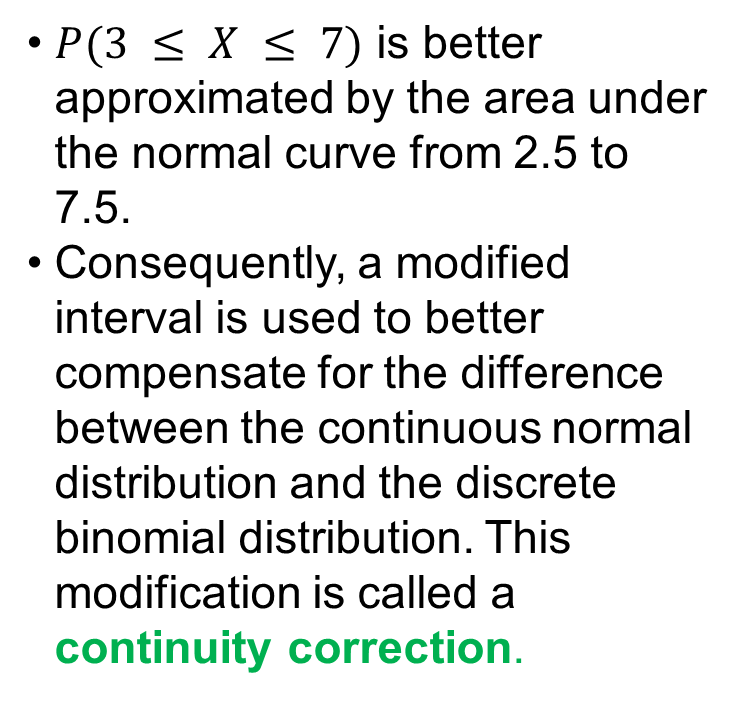 • P(3 ≤ X ≤ 7) is better
approximated by the area under
the normal curve from 2.5 to
7.5.
• Consequently, a modified
interval is used to better
compensate for the difference
between the continuous normal
distribution and the discrete
binomial distribution. This
modification is called a
continuity correction.